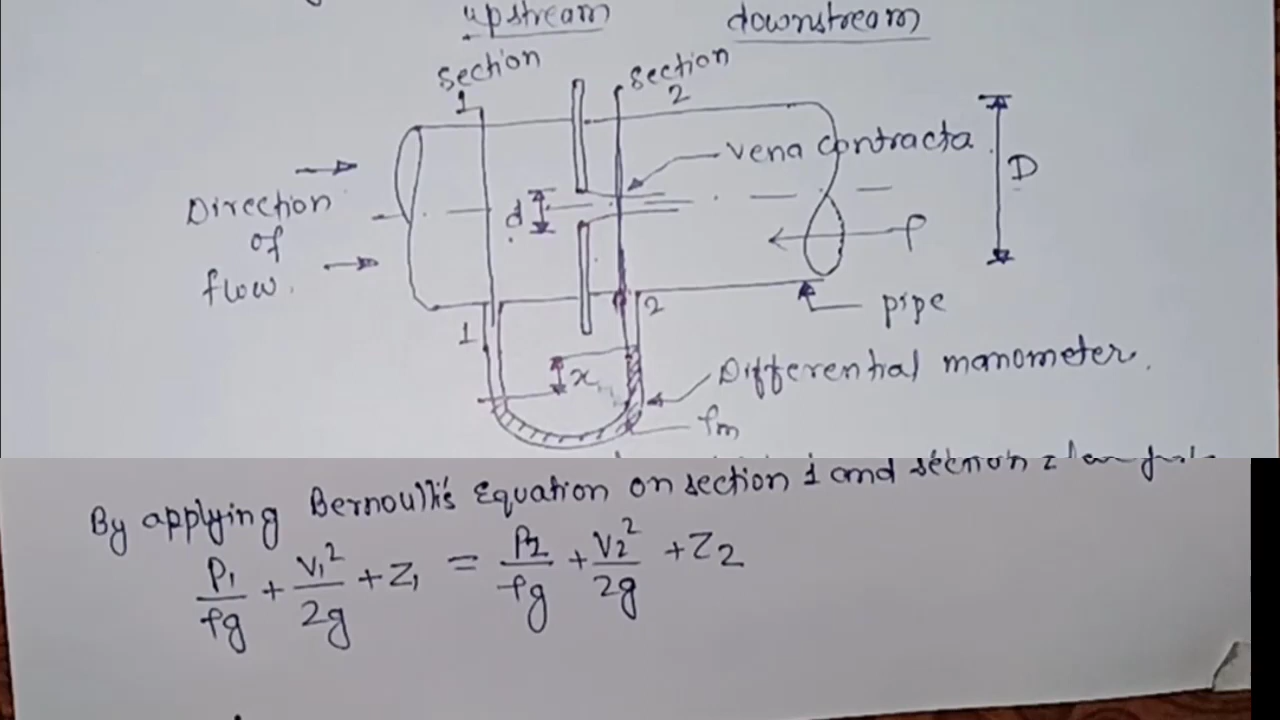 upstream
downstream
section
1
section
2
vena contracta
D
Direction
of
flow.
d
ρ
1
2
pipe
x
Differential manometer.
ρm
By applying Bernoulli's Equation on section 1 and section 2
P₁/ρg + V₁²/2g + Z₁ = P₂/ρg + V₂²/2g + Z₂